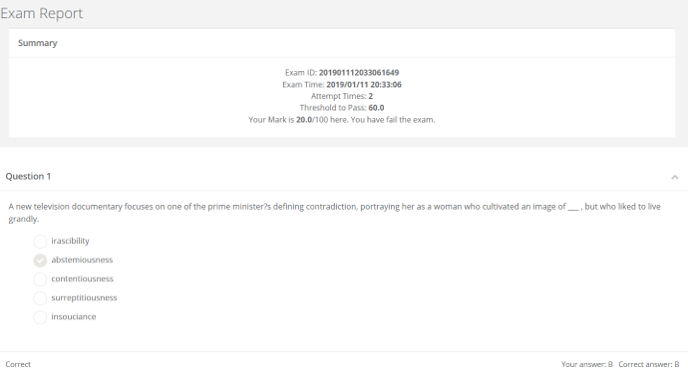 Exam Report
Summary
Exam ID: 201901112033061649
Exam Time: 2019/01/11 20:33:06
Attempt Times: 2
Threshold to Pass: 60.0
Your Mark is 20.0/100 here. You have fail the exam.
Question 1
A new television documentary focuses on one of the prime minister?s defining contradiction, portraying her as a woman who cultivated an image of ___ , but who liked to live
grandly.
irascibility
abstemiousness
contentiousness
surreptitiousness
insouciance
Correct Your answer: B Correct answer: B